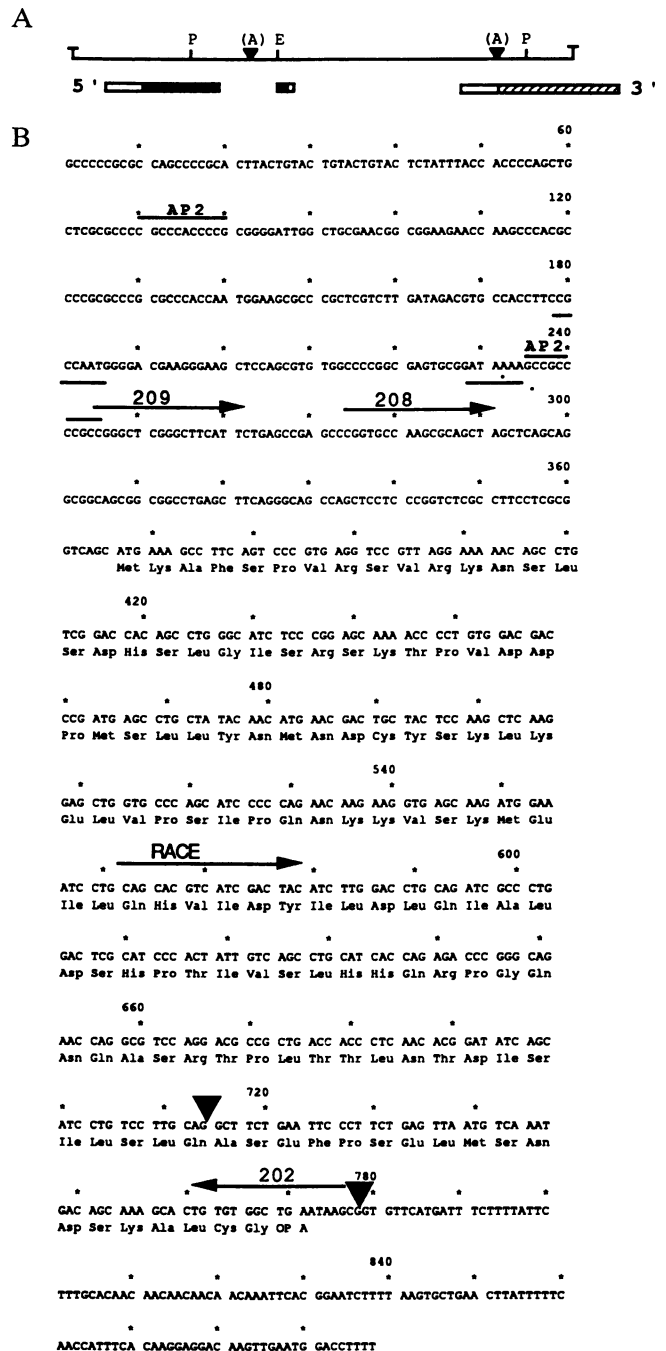 A
P (A) E (A) P
5' 3'
B
60
GCCCCCGCGC CAGCCCCGCA CTTACTGTAC TGTACTGTAC TCTATTTACC ACCCCAGCTG
AP2 120
CTCGCGCCCC CGCCCACCCCG CGGGGATTGG CTGCGAACGG CGGAAGAACC AAGCCCACGC
180
CCCGCGCCCG CGCCCACCAA TGGAAGCGCC CGCTCGTCTT GATAGACGTG CCACCTTCCG
240
AP2
CCAATGGGGA CGAAGGGAAG CTCCAGCGTG TGGCCCCGGC GAGTGCGGAT AAAAGCCGCC
209 208 300
CCGCCGGGCT CGGGCTTCAT TCTGAGCCGA GCCCGGTGCC AAGCGCAGCT AGCTCAGCAG
360
GCGGCAGCGG CGGCCTGAGC TTCAGGGCAG CCAGCTCCTC CCGGTCTCGC CTTCCTCGCG
GTCAGC ATG AAA GCC TTC AGT CCC GTG AGG TCC GTT AGG AAA AAC AGC CTG
Met Lys Ala Phe Ser Pro Val Arg Ser Val Arg Lys Asn Ser Leu
420
TCG GAC CAC AGC CTG GGC ATC TCC CGG AGC AAA ACC CCT GTG GAC GAC
Ser Asp His Ser Leu Gly Ile Ser Arg Ser Lys Thr Pro Val Asp Asp
480
CCG ATG AGC CTG CTA TAC AAC ATG AAC GAC TGC TAC TCC AAG CTC AAG
Pro Met Ser Leu Leu Tyr Asn Met Asn Asp Cys Tyr Ser Lys Leu Lys
540
GAG CTG GTG CCC AGC ATC CCC CAG AAC AAG AAG GTG AGC AAG ATG GAA
Glu Leu Val Pro Ser Ile Pro Gln Asn Lys Lys Val Ser Lys Met Glu
RACE 600
ATC CTG CAG CAC GTC ATC GAC TAC ATC TTG GAC CTG CAG ATC GCC CTG
Ile Leu Gln His Val Ile Asp Tyr Ile Leu Asp Leu Gln Ile Ala Leu
GAC TCG CAT CCC ACT ATT GTC AGC CTG CAT CAC CAG AGA CCC GGG CAG
Asp Ser His Pro Thr Ile Val Ser Leu His His Gln Arg Pro Gly Gln
660
AAC CAG GCG TCC AGG ACG CCG CTG ACC ACC CTC AAC ACG GAT ATC AGC
Asn Gln Ala Ser Arg Thr Pro Leu Thr Thr Leu Asn Thr Asp Ile Ser
720
ATC CTG TCC TTG CAG GCT TCT GAA TTC CCT TCT GAG TTA ATG TCA AAT
Ile Leu Ser Leu Gln Ala Ser Glu Phe Pro Ser Glu Leu Met Ser Asn
202 780
GAC AGC AAA GCA CTG TGT GGC TGAATAAGCGGT GTTCATGATT TCTTTTATTC
Asp Ser Lys Ala Leu Cys Gly OP A
840
TTTGCACAAC AACAACAACA ACAAATTCAC GGAATCTTTT AAGTGCTGAA CTTATTTTTC
AACCATTTCA CAAGGAGGAC AAGTTGAATG GACCTTTT